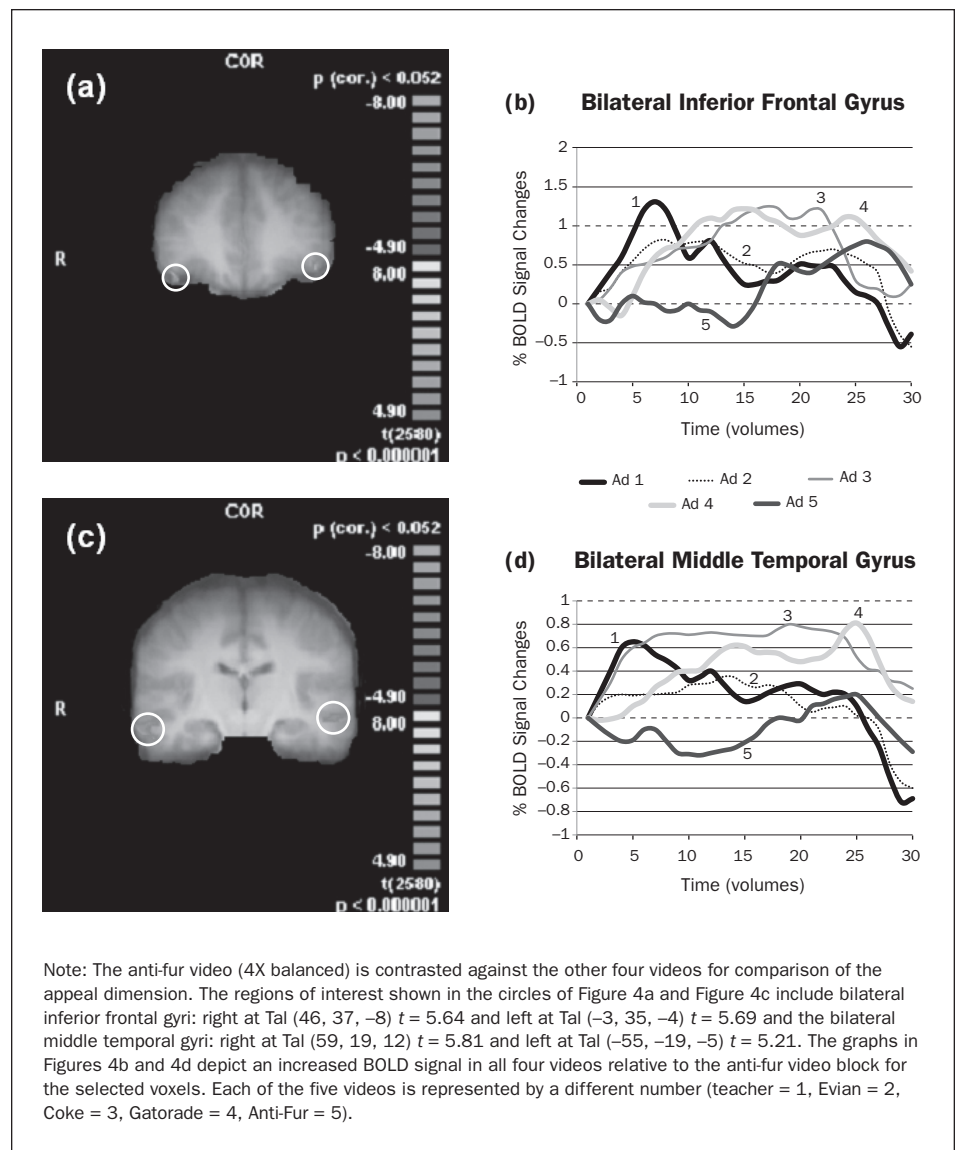 (a)
COR
p (cor.) < 0.052
-8.00
-4.90
8.00
R
4.90
t(2580)
p < 0.000001
(b) Bilateral Inferior Frontal Gyrus
% BOLD Signal Changes
2
1.5
1
0.5
0
−0.5
−1
1
2
3
4
5
0 5 10 15 20 25 30
Time (volumes)
Ad 1 Ad 2 Ad 3
Ad 4 Ad 5
(c)
COR
p (cor.) < 0.052
-8.00
-4.90
8.00
R
4.90
t(2580)
p < 0.000001
(d) Bilateral Middle Temporal Gyrus
% BOLD Signal Changes
1
0.8
0.6
0.4
0.2
0
−0.2
−0.4
−0.6
−0.8
−1
1
2
3
4
5
0 5 10 15 20 25 30
Time (volumes)
Note: The anti-fur video (4X balanced) is contrasted against the other four videos for comparison of the
appeal dimension. The regions of interest shown in the circles of Figure 4a and Figure 4c include bilateral
inferior frontal gyri: right at Tal (46, 37, –8) t = 5.64 and left at Tal (–3, 35, –4) t = 5.69 and the bilateral
middle temporal gyri: right at Tal (59, 19, 12) t = 5.81 and left at Tal (–55, –19, –5) t = 5.21. The graphs in
Figures 4b and 4d depict an increased BOLD signal in all four videos relative to the anti-fur video block for
the selected voxels. Each of the five videos is represented by a different number (teacher = 1, Evian = 2,
Coke = 3, Gatorade = 4, Anti-Fur = 5).